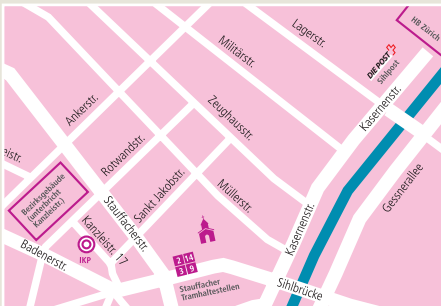 HB Zürich
Lagerstr.
DIE POST
Sihlpost
Militärstr.
Kasernenstr.
Zeughausstr.
Ankerstr.
Rotwandstr.
Gessnerallee
eistr.
Bezirksgebäude
(unterbricht
Kanzleistr.)
Sankt Jakobstr.
Müllerstr.
Stauffacherstr.
Kanzleistr. 17
Kasernenstr.
IKP
Badenerstr.
2 14
3 9
Stauffacher
Tramhaltestellen
Sihlbrücke